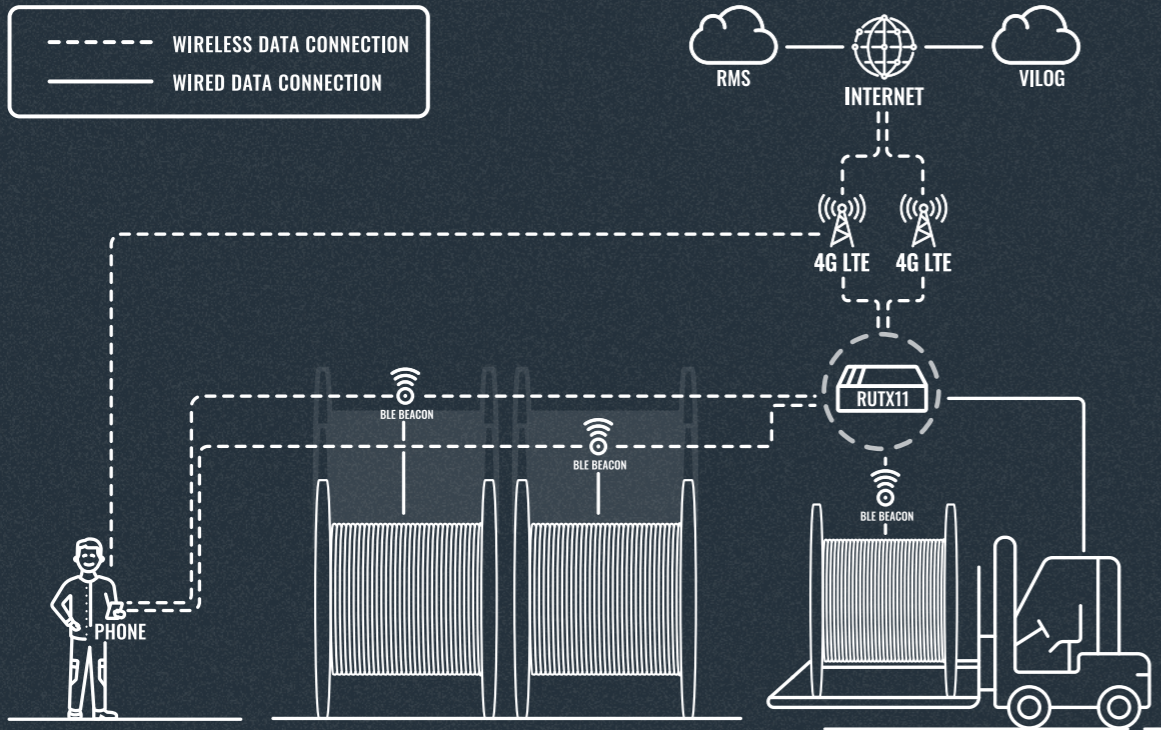 WIRELESS DATA CONNECTION
WIRED DATA CONNECTION
RMS
INTERNET
VILOG
4G LTE
4G LTE
RUTX11
BLE BEACON
BLE BEACON
BLE BEACON
PHONE